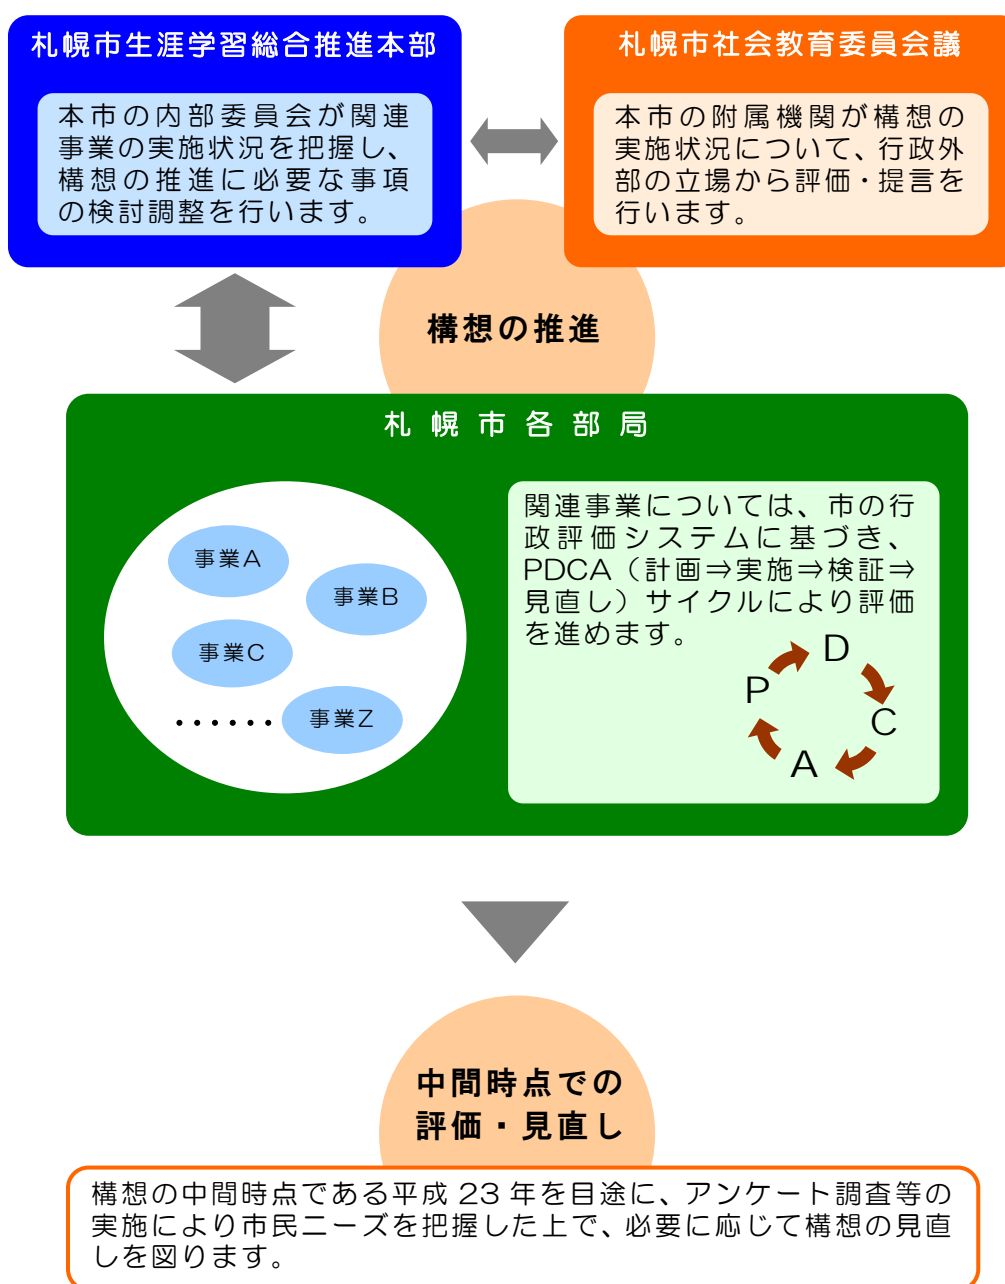 札幌市生涯学習総合推進本部
本市の内部委員会が関連
事業の実施状況を把握し、
構想の推進に必要な事項
の検討調整を行います。
札幌市社会教育委員会議
本市の附属機関が構想の
実施状況について、行政外
部の立場から評価・提言を
行います。
構想の推進
札幌市各部局
事業A
事業B
事業C
・・・・・・
事業Z
関連事業については、市の行
政評価システムに基づき、
PDCA（計画⇒実施⇒検証⇒
見直し）サイクルにより評価
を進めます。
D
P
C
A
中間時点での
評価・見直し
構想の中間時点である平成 23 年を目途に、アンケート調査等の
実施により市民ニーズを把握した上で、必要に応じて構想の見直
しを図ります。